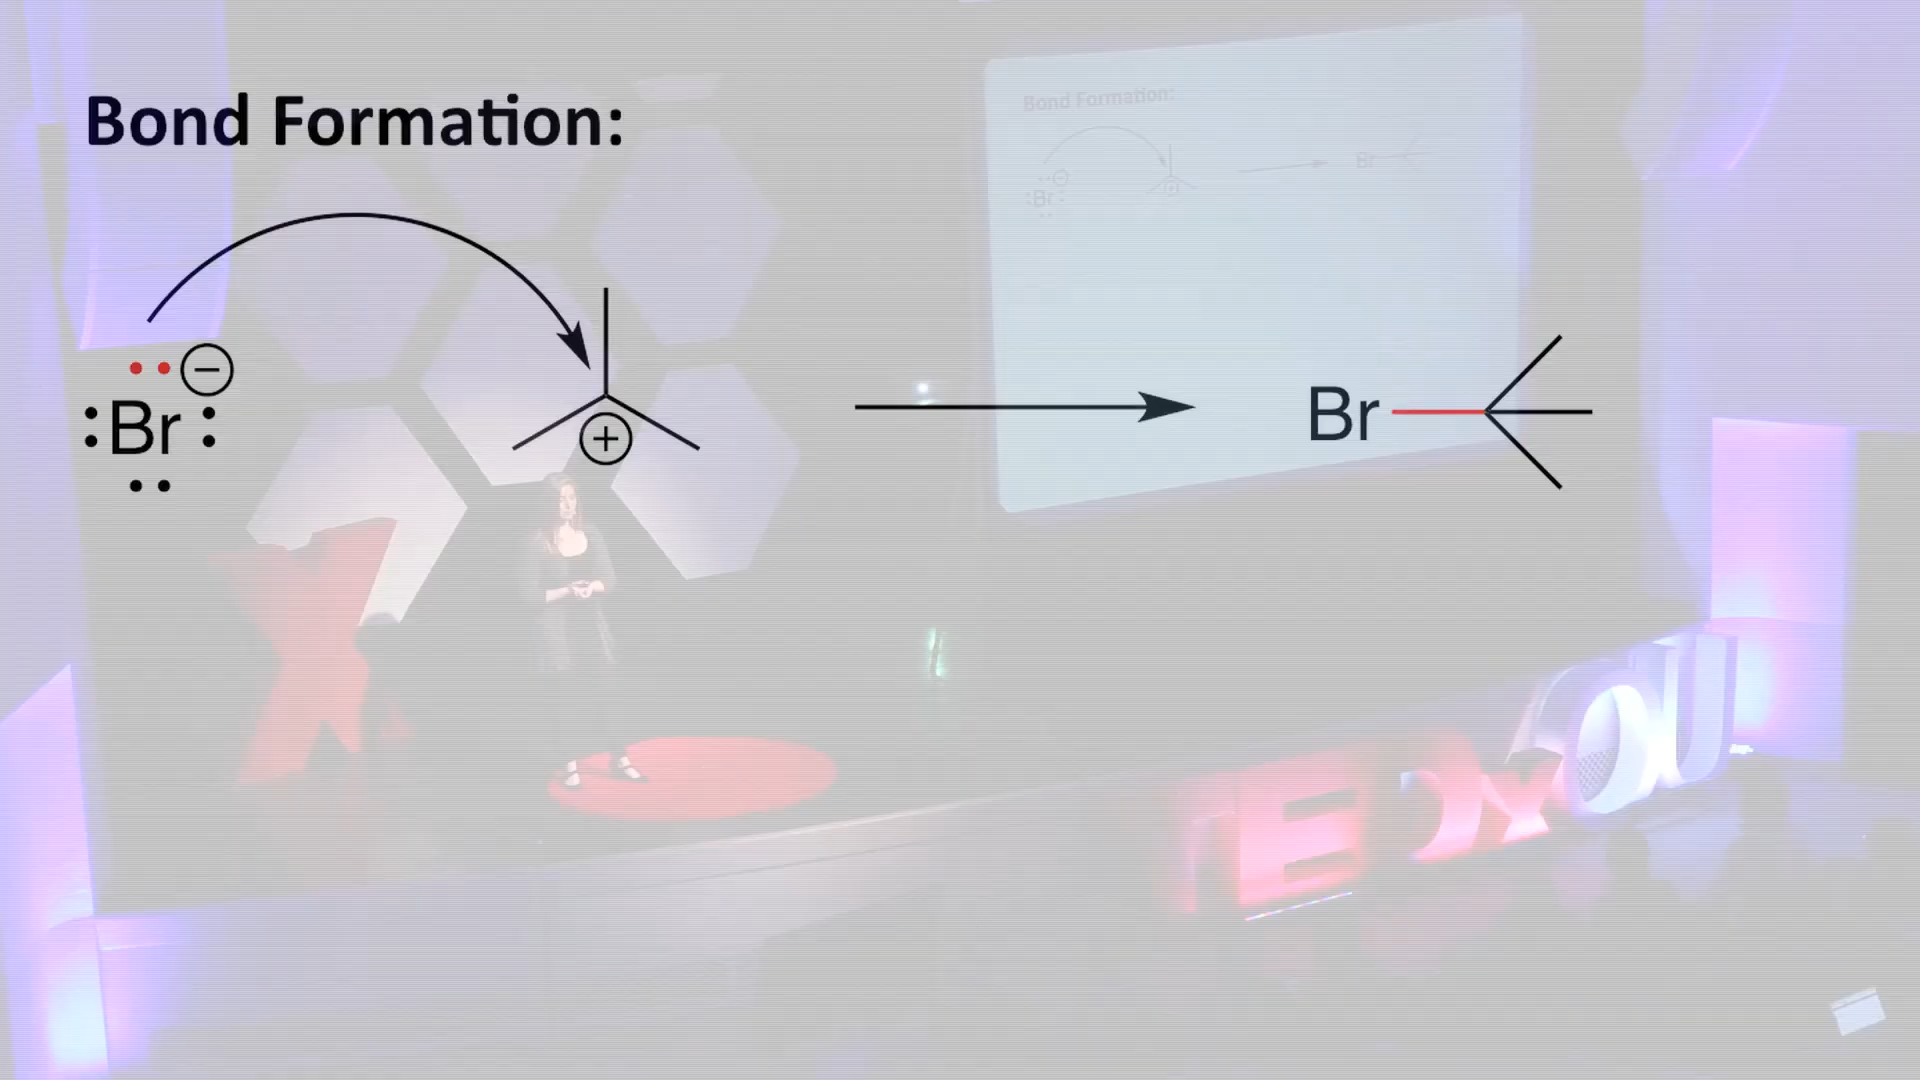 Bond Formation:
:Br: −
+
Br
Bond Formation:
:Br −
+
Br
X
TEDxOU